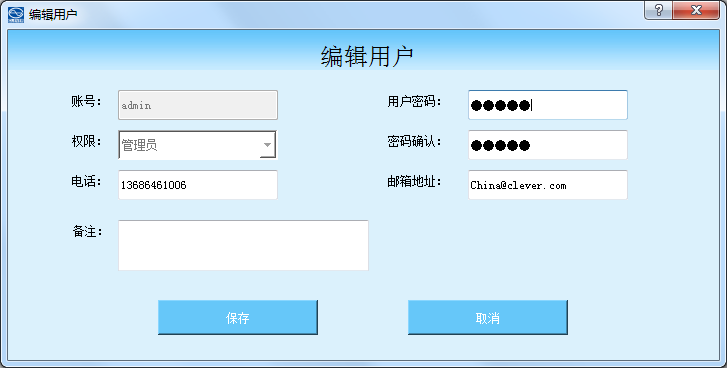 编辑用户
编辑用户
账号： admin 用户密码： ●●●●●
权限： 管理员 密码确认： ●●●●●
电话： 13686461006 邮箱地址： China@clever.com
备注：
保存 取消